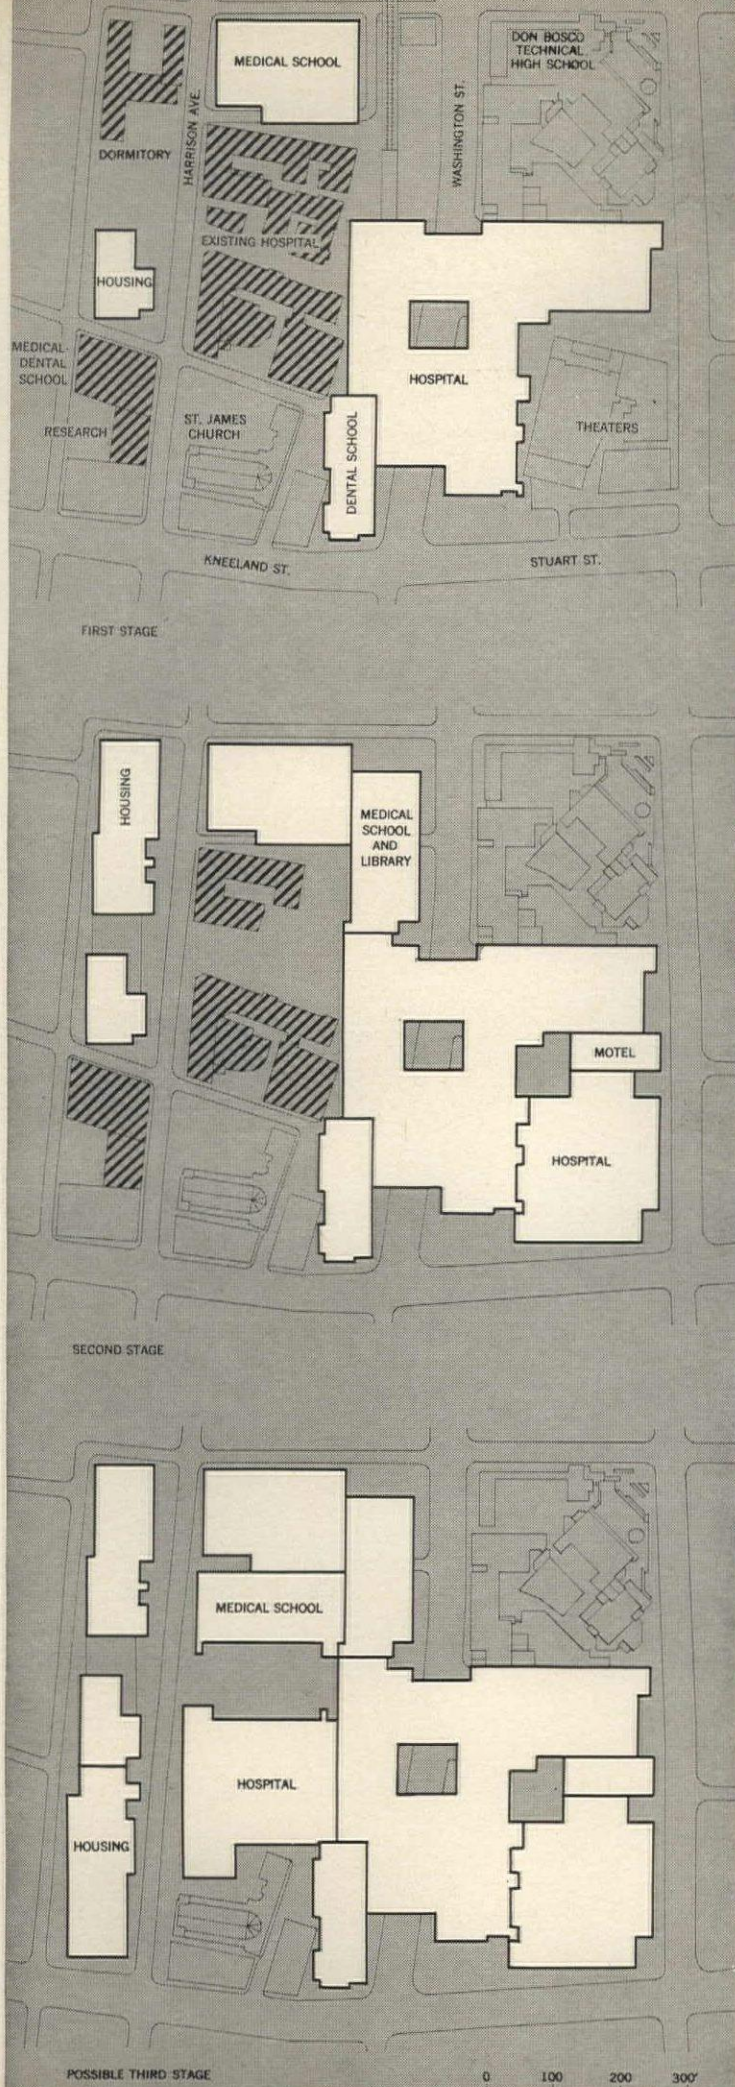 MEDICAL SCHOOL
DON BOSCO
TECHNICAL
HIGH SCHOOL
HARRISON AVE.
WASHINGTON ST.
DORMITORY
EXISTING HOSPITAL
HOUSING
MEDICAL-
DENTAL
SCHOOL
RESEARCH
ST. JAMES
CHURCH
HOSPITAL
DENTAL SCHOOL
THEATERS
KNEELAND ST.
STUART ST.
FIRST STAGE
HOUSING
MEDICAL
SCHOOL
AND
LIBRARY
MOTEL
HOSPITAL
SECOND STAGE
MEDICAL SCHOOL
HOSPITAL
HOUSING
POSSIBLE THIRD STAGE
0 100 200 300'